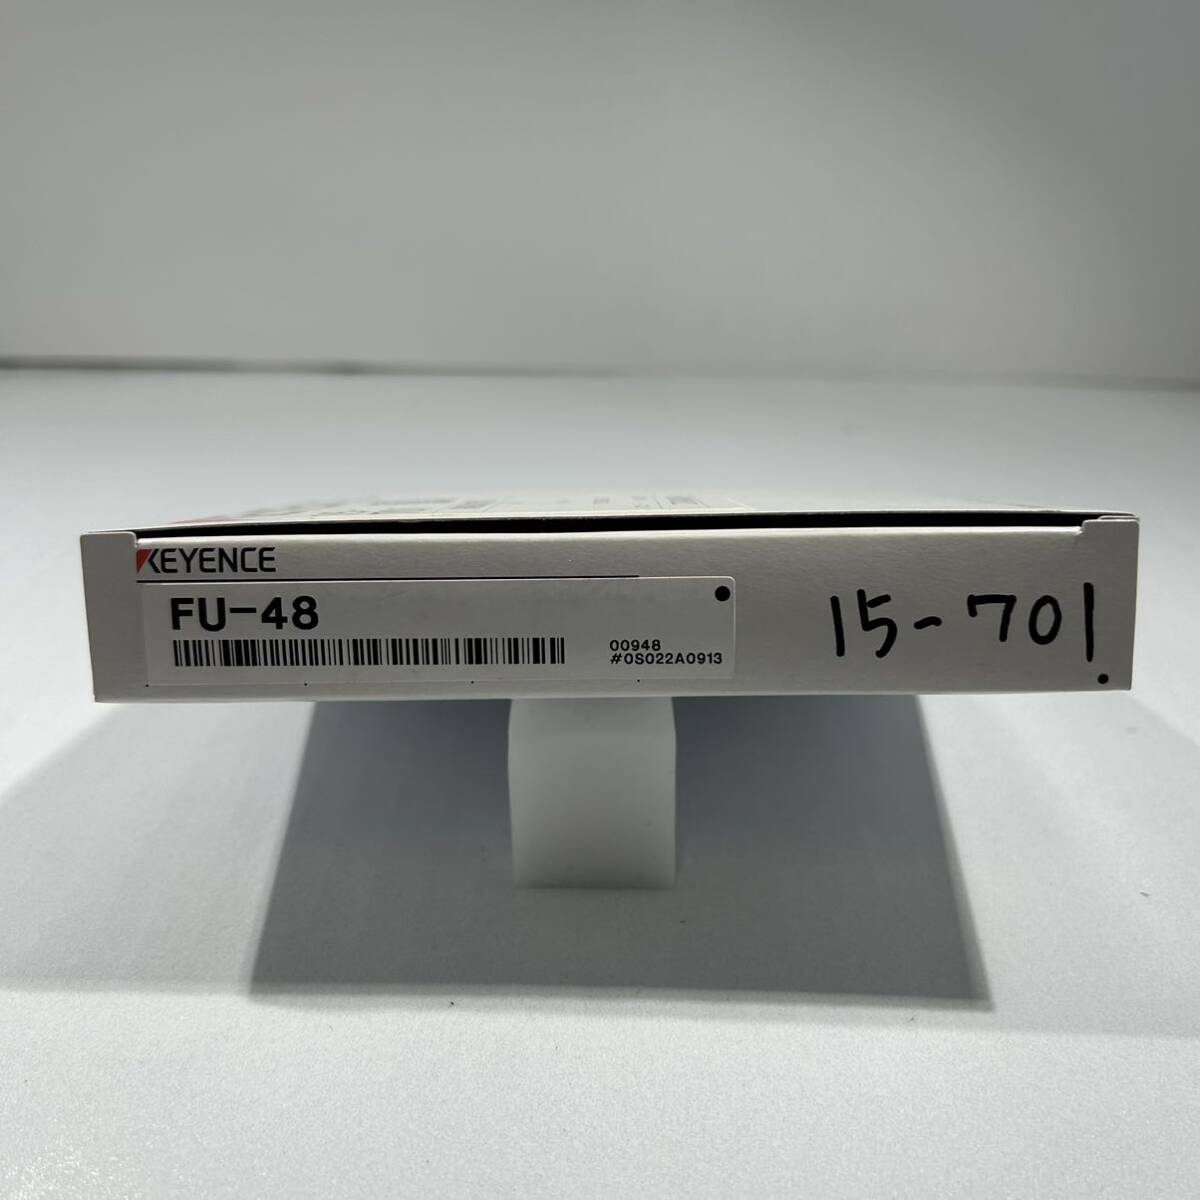 KEYENCE
FU-48
00948
#0S022A0913
15-701